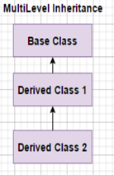 MultiLevel Inheritance
Base Class
Derived Class 1
Derived Class 2